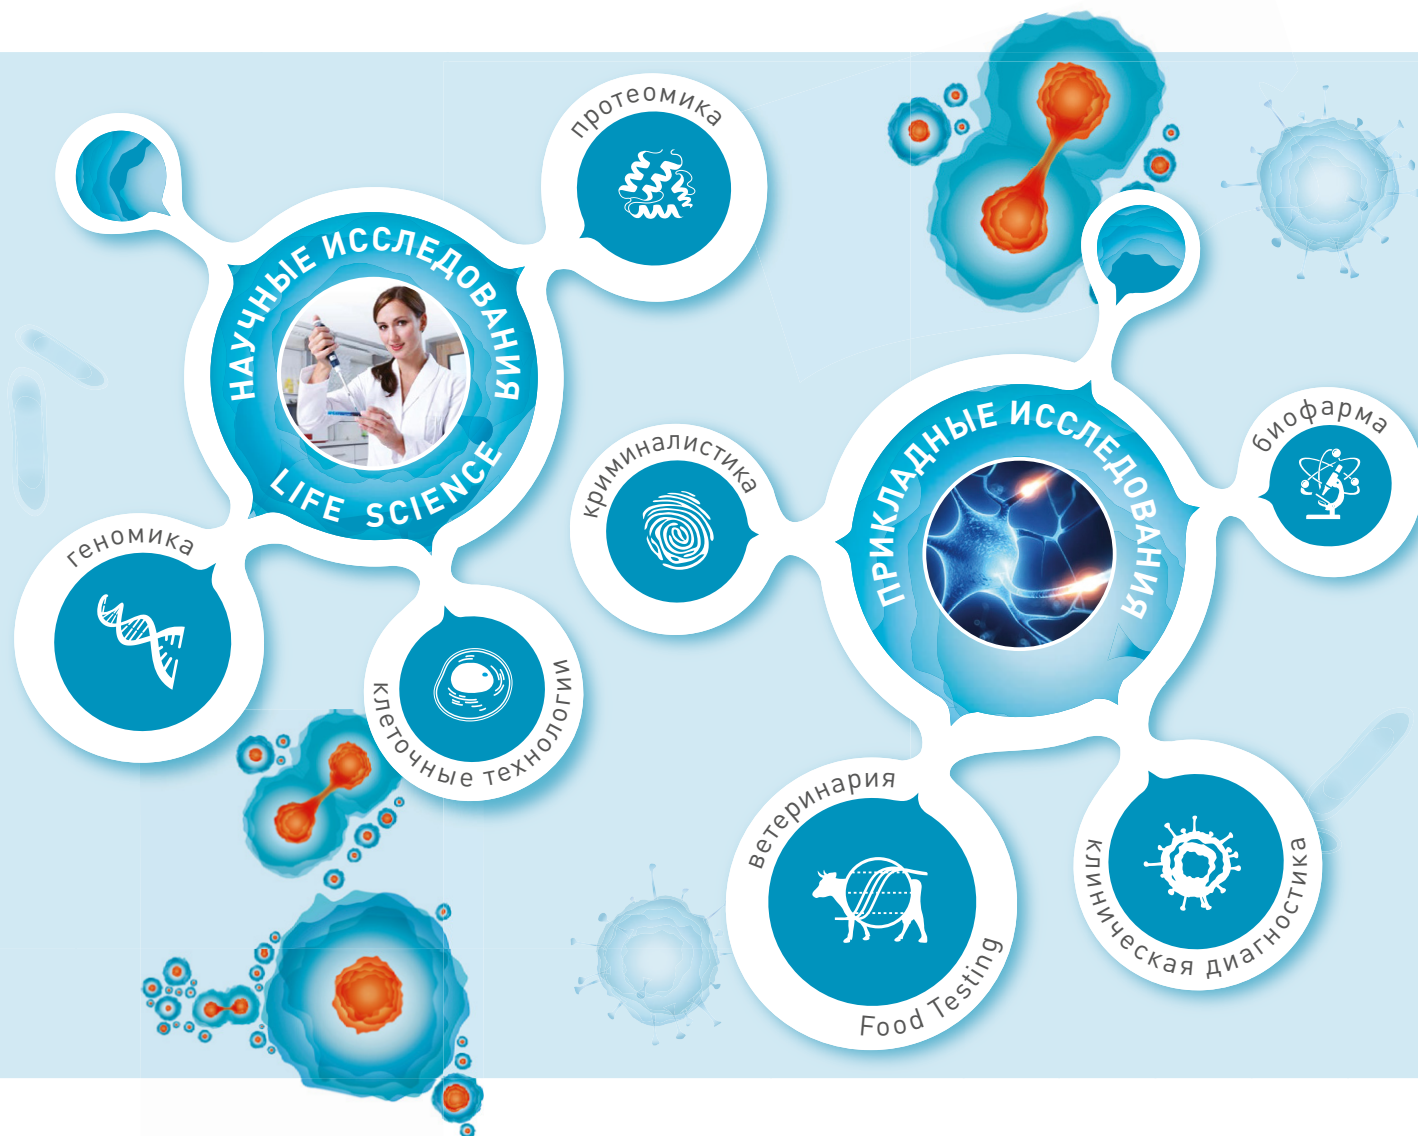 протеомика
НАУЧНЫЕ ИССЛЕДОВАНИЯ
LIFE SCIENCE
геномика
клеточные технологии
криминалистика
ПРИКЛАДНЫЕ ИССЛЕДОВАНИЯ
биофарма
ветеринария
Food Testing
клиническая диагностика